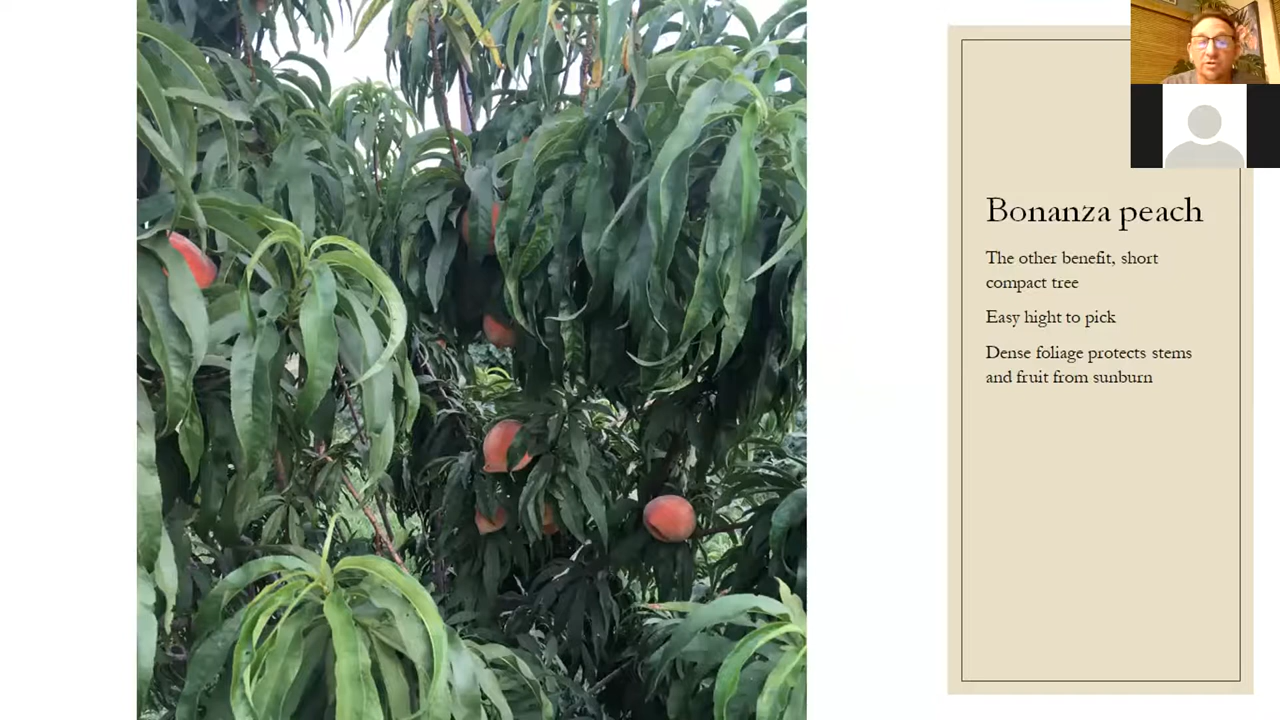 Bonanza peach
The other benefit, short
compact tree
Easy hight to pick
Dense foliage protects stems
and fruit from sunburn